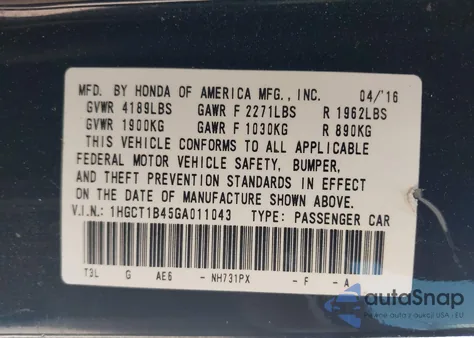 MFD. BY HONDA OF AMERICA MFG., INC. 04/'16
GVWR 4189LBS GAWR F 2271LBS R 1962LBS
GVWR 1900KG GAWR F 1030KG R 890KG
THIS VEHICLE CONFORMS TO ALL APPLICABLE
FEDERAL MOTOR VEHICLE SAFETY, BUMPER,
AND THEFT PREVENTION STANDARDS IN EFFECT
ON THE DATE OF MANUFACTURE SHOWN ABOVE.
V.I.N.: 1HGCT1B45GA011043 TYPE: PASSENGER CAR
T3L G AE6 - NH731PX - F - A
autoSnap
USA | EU